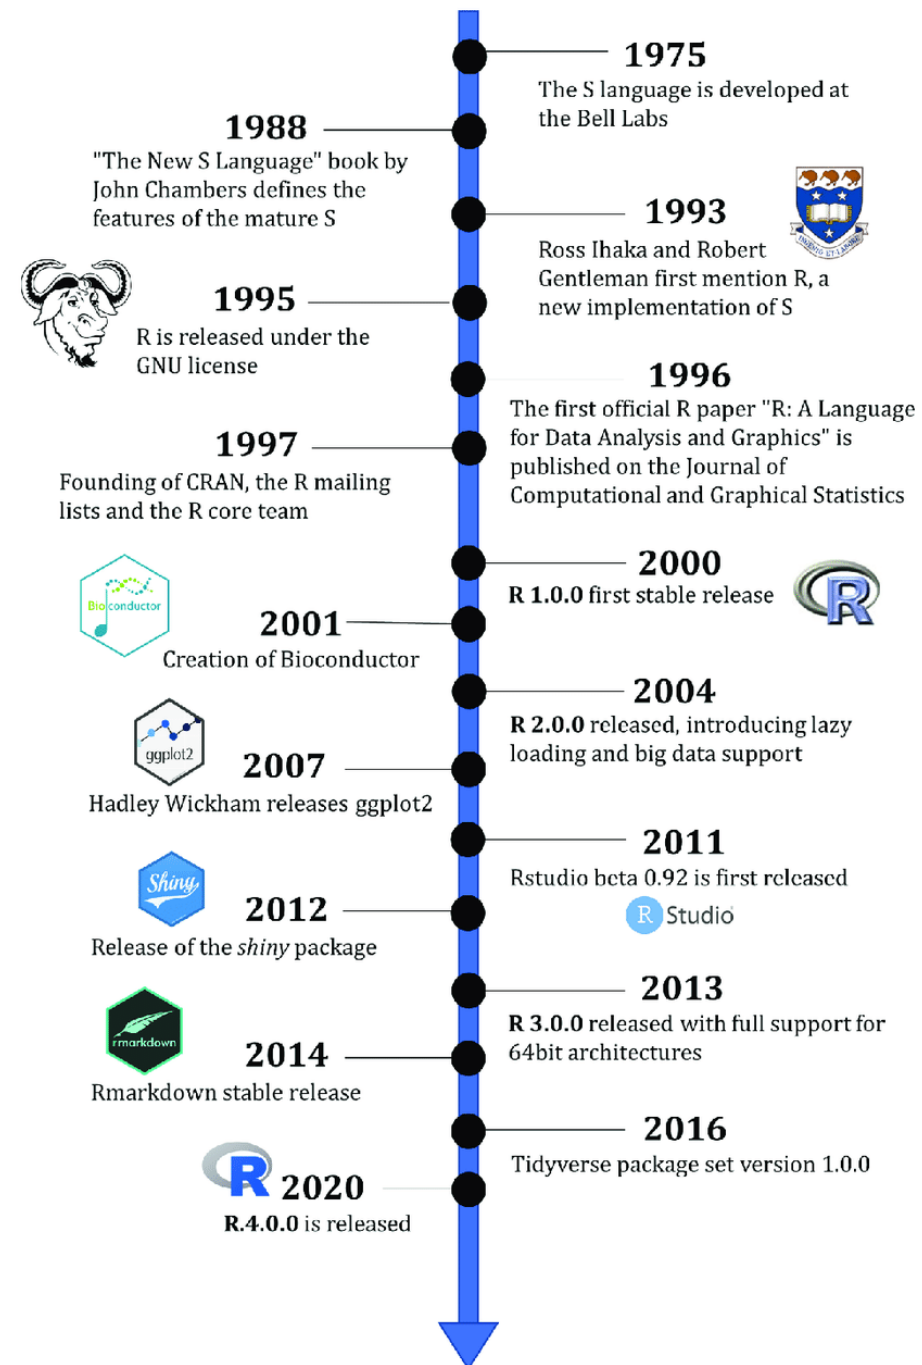 1975
The S language is developed at
the Bell Labs
1988
"The New S Language" book by
John Chambers defines the
features of the mature S
1993
Ross Ihaka and Robert
Gentleman first mention R, a
new implementation of S
1995
R is released under the
GNU license
1996
The first official R paper "R: A Language
for Data Analysis and Graphics" is
published on the Journal of
Computational and Graphical Statistics
1997
Founding of CRAN, the R mailing
lists and the R core team
2000
R 1.0.0 first stable release
R
Bioconductor
2001
Creation of Bioconductor
2004
R 2.0.0 released, introducing lazy
loading and big data support
ggplot2
2007
Hadley Wickham releases ggplot2
2011
Rstudio beta 0.92 is first released
R Studio
Shiny
2012
Release of the shiny package
2013
R 3.0.0 released with full support for
64bit architectures
rmarkdown
2014
Rmarkdown stable release
2016
Tidyverse package set version 1.0.0
R
2020
R.4.0.0 is released